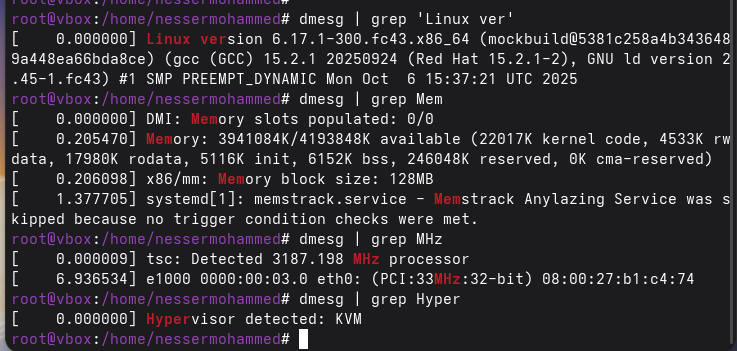 root@vbox:/home/nessermohammed# dmesg | grep 'Linux ver'
[    0.000000] Linux version 6.17.1-300.fc43.x86_64 (mockbuild@5381c258a4b343648
9a448ea66bda8ce) (gcc (GCC) 15.2.1 20250924 (Red Hat 15.2.1-2), GNU ld version 2
.45-1.fc43) #1 SMP PREEMPT_DYNAMIC Mon Oct  6 15:37:21 UTC 2025
root@vbox:/home/nessermohammed# dmesg | grep Mem
[    0.000000] DMI: Memory slots populated: 0/0
[    0.205470] Memory: 3941084K/4193848K available (22017K kernel code, 4533K rw
data, 17980K rodata, 5116K init, 6152K bss, 246048K reserved, 0K cma-reserved)
[    0.206098] x86/mm: Memory block size: 128MB
[    1.377705] systemd[1]: memstrack.service - Memstrack Anylazing Service was s
kipped because no trigger condition checks were met.
root@vbox:/home/nessermohammed# dmesg | grep MHz
[    0.000009] tsc: Detected 3187.198 MHz processor
[    6.936534] e1000 0000:00:03.0 eth0: (PCI:33MHz:32-bit) 08:00:27:b1:c4:74
root@vbox:/home/nessermohammed# dmesg | grep Hyper
[    0.000000] Hypervisor detected: KVM
root@vbox:/home/nessermohammed#